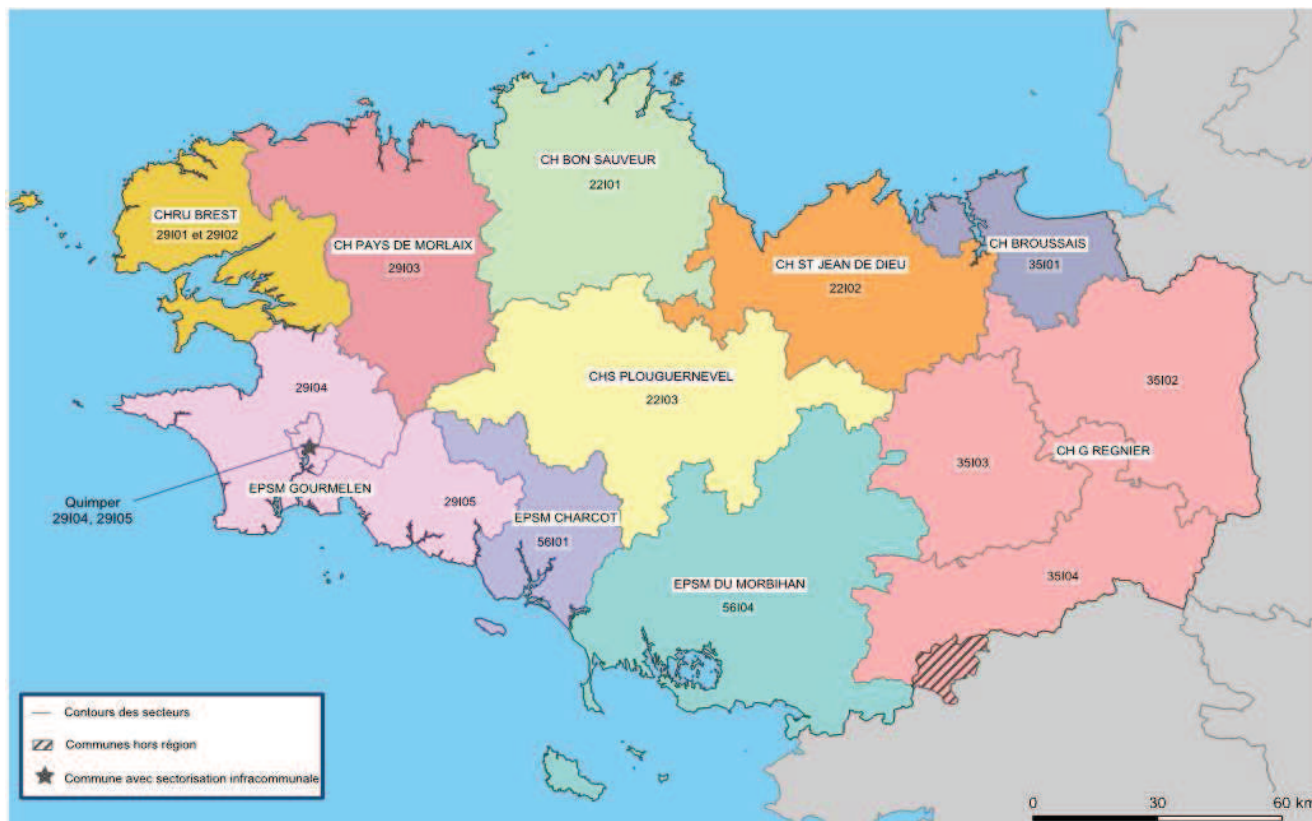 CH BON SAUVEUR
22I01
CHRU BREST
29I01 et 29I02
CH PAYS DE MORLAIX
29I03
CH BROUSSAIS
35I01
CH ST JEAN DE DIEU
22I02
CHS PLOUGUERNEVEL
22I03
29I04
35I02
CH G REGNIER
35I03
EPSM GOURMELEN
29I05
Quimper
29I04, 29I05
EPSM CHARCOT
56I01
EPSM DU MORBIHAN
56I04
35I04
Contours des secteurs
Communes hors région
Commune avec sectorisation infracommunale
0 30 60 km